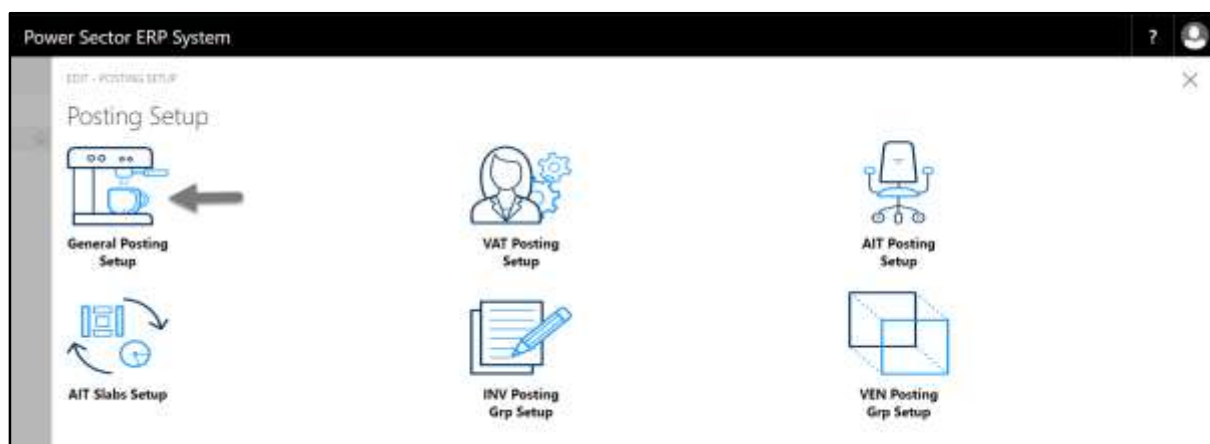 Power Sector ERP System ?
EDIT - POSTING SETUP
Posting Setup
General Posting
Setup
VAT Posting
Setup
AIT Posting
Setup
AIT Slabs Setup
INV Posting
Grp Setup
VEN Posting
Grp Setup